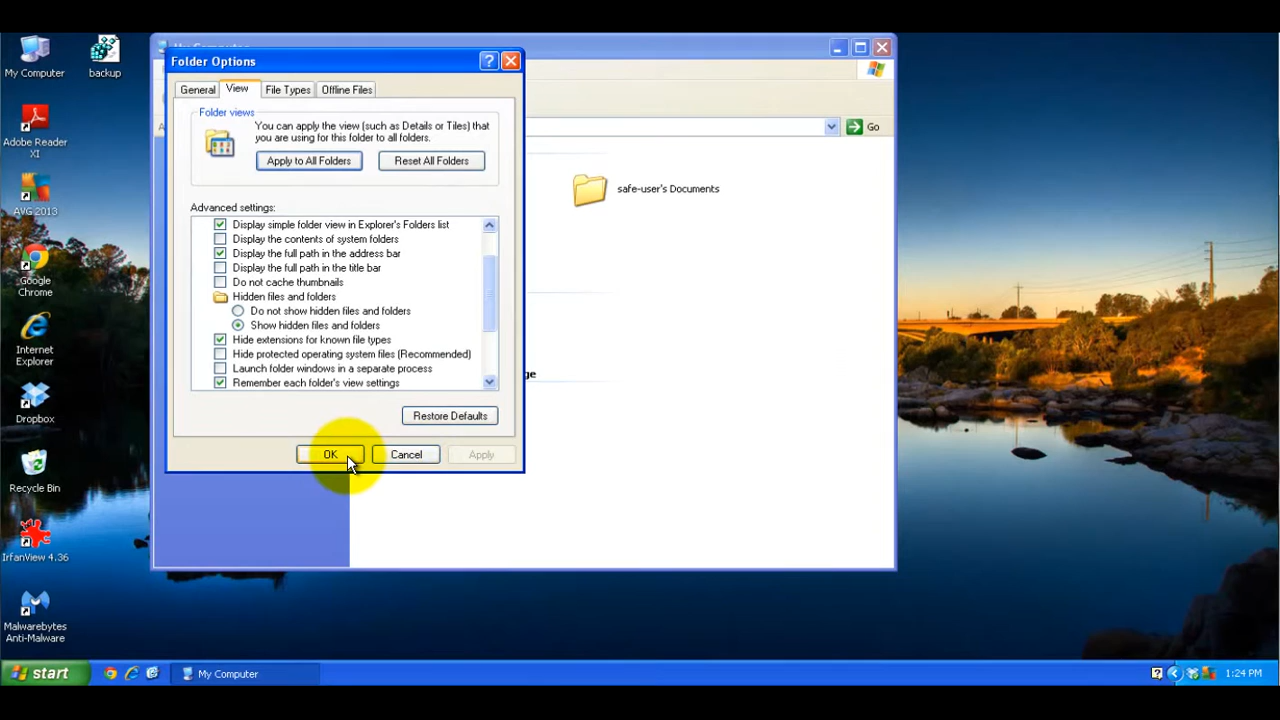 My Computer
backup
Adobe Reader
XI
AVG 2013
Google
Chrome
Internet
Explorer
Dropbox
Recycle Bin
IrfanView 4.36
Malwarebytes
Anti-Malware
My Computer
Folder Options
General View File Types Offline Files
Folder views
You can apply the view (such as Details or Tiles) that
you are using for this folder to all folders.
Apply to All Folders Reset All Folders
Advanced settings:
Display simple folder view in Explorer's Folders list
Display the contents of system folders
Display the full path in the address bar
Display the full path in the title bar
Do not cache thumbnails
Hidden files and folders
Do not show hidden files and folders
Show hidden files and folders
Hide extensions for known file types
Hide protected operating system files (Recommended)
Launch folder windows in a separate process
Remember each folder's view settings
Restore Defaults
OK Cancel Apply
Go
safe-user's Documents
ge
start My Computer 1:24 PM